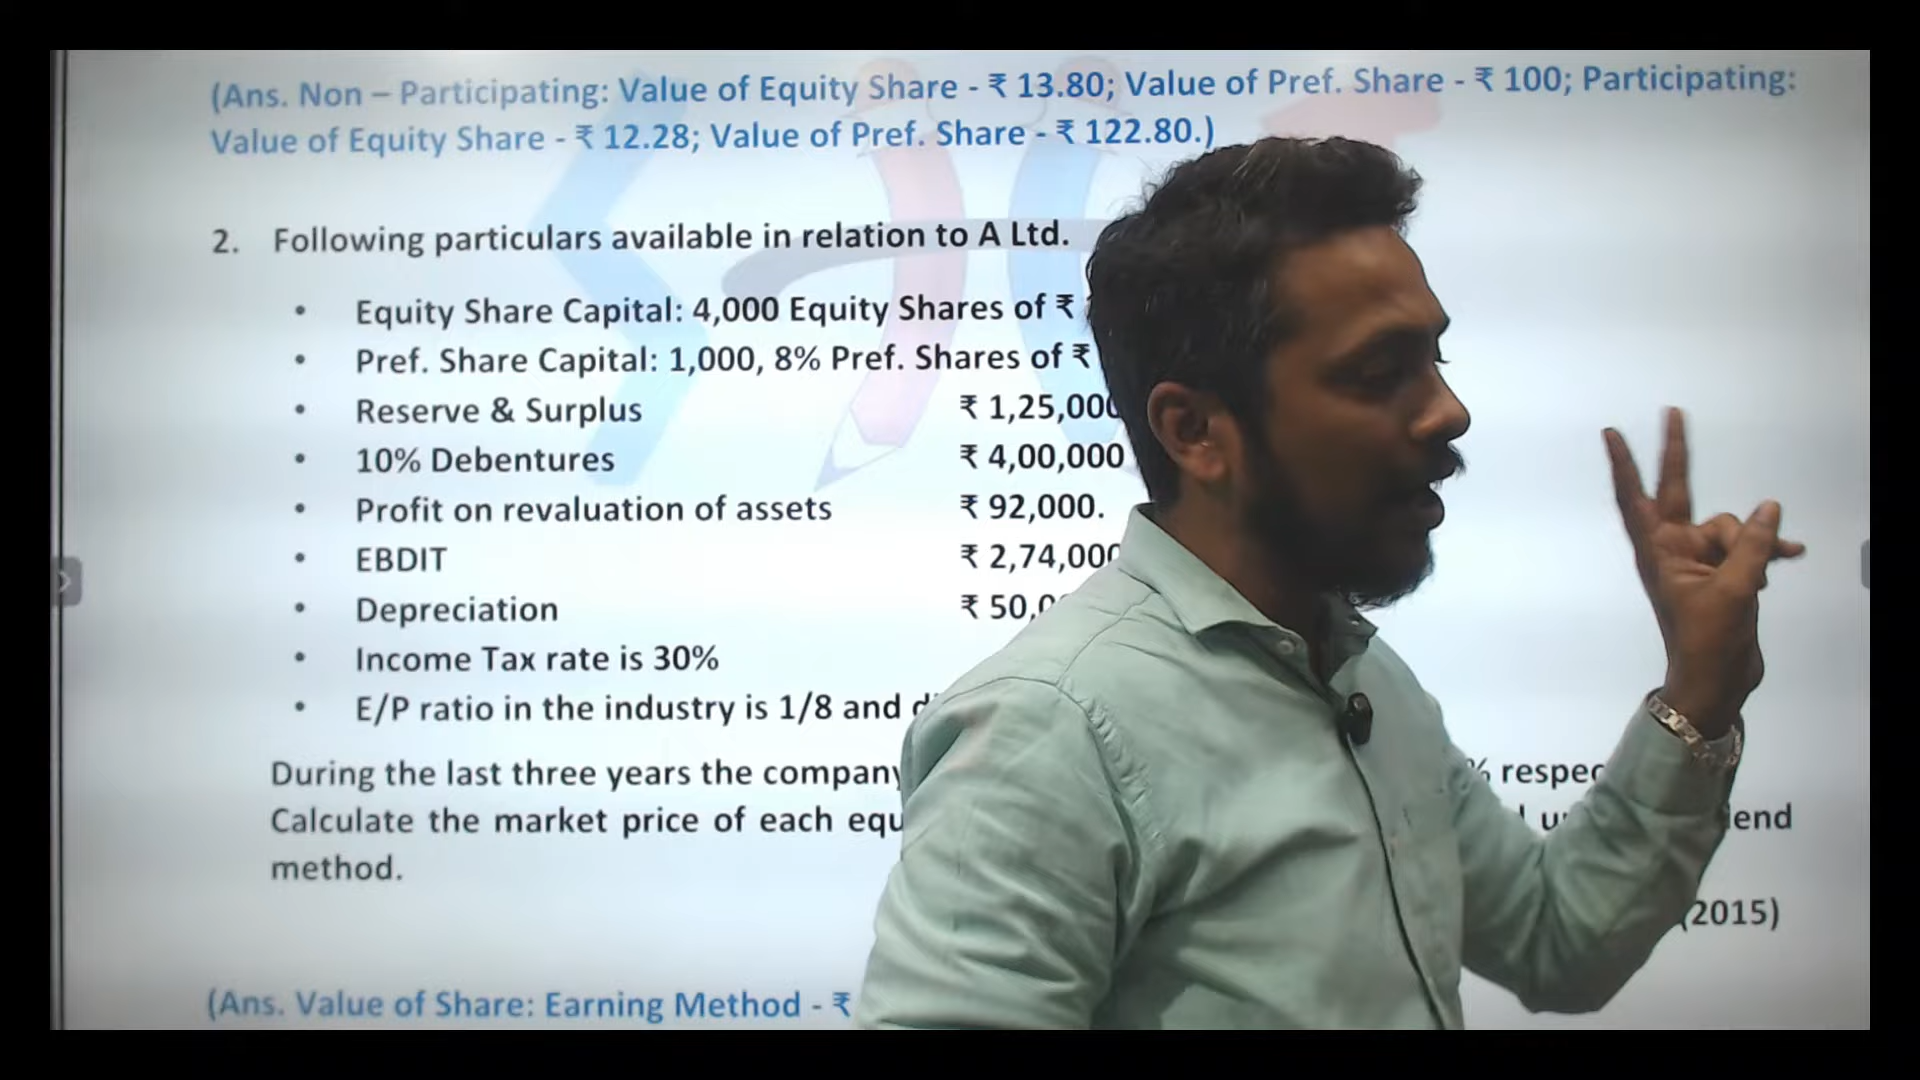 (Ans. Non – Participating: Value of Equity Share - ₹ 13.80; Value of Pref. Share - ₹ 100; Participating:
Value of Equity Share - ₹ 12.28; Value of Pref. Share - ₹ 122.80.)
2. Following particulars available in relation to A Ltd.
• Equity Share Capital: 4,000 Equity Shares of ₹
• Pref. Share Capital: 1,000, 8% Pref. Shares of ₹
• Reserve & Surplus ₹ 1,25,000
• 10% Debentures ₹ 4,00,000
• Profit on revaluation of assets ₹ 92,000.
• EBDIT ₹ 2,74,000
• Depreciation ₹ 50,0
• Income Tax rate is 30%
• E/P ratio in the industry is 1/8 and
During the last three years the company % respec
Calculate the market price of each equ end
method.
(2015)
(Ans. Value of Share: Earning Method - ₹